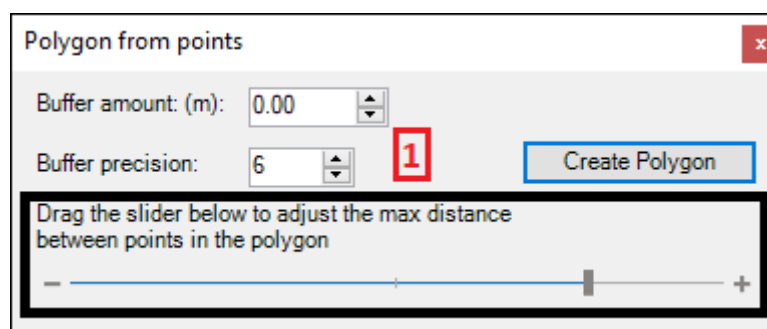 Polygon from points
x
Buffer amount: (m):
0.00
Buffer precision:
6
1
Create Polygon
Drag the slider below to adjust the max distance
between points in the polygon
- +